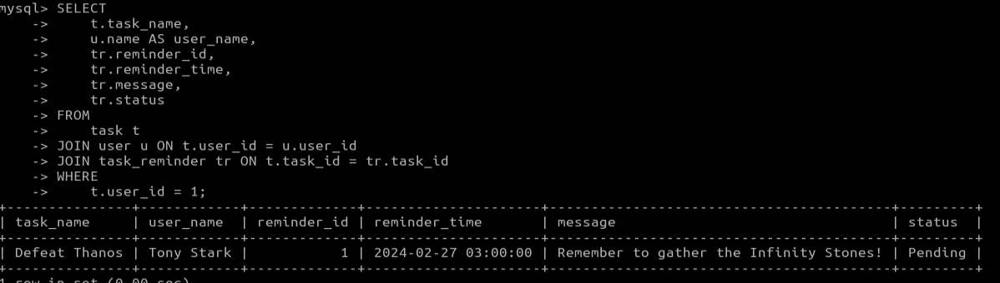 mysql> SELECT
    ->     t.task_name,
    ->     u.name AS user_name,
    ->     tr.reminder_id,
    ->     tr.reminder_time,
    ->     tr.message,
    ->     tr.status
    -> FROM
    ->     task t
    -> JOIN user u ON t.user_id = u.user_id
    -> JOIN task_reminder tr ON t.task_id = tr.task_id
    -> WHERE
    ->     t.user_id = 1;
+--------------+------------+-------------+---------------------+----------------------------------------+---------+
| task_name    | user_name  | reminder_id | reminder_time       | message                                | status  |
+--------------+------------+-------------+---------------------+----------------------------------------+---------+
| Defeat Thanos | Tony Stark |           1 | 2024-02-27 03:00:00 | Remember to gather the Infinity Stones! | Pending |
+--------------+------------+-------------+---------------------+----------------------------------------+---------+
1 row in set (0.00 sec)